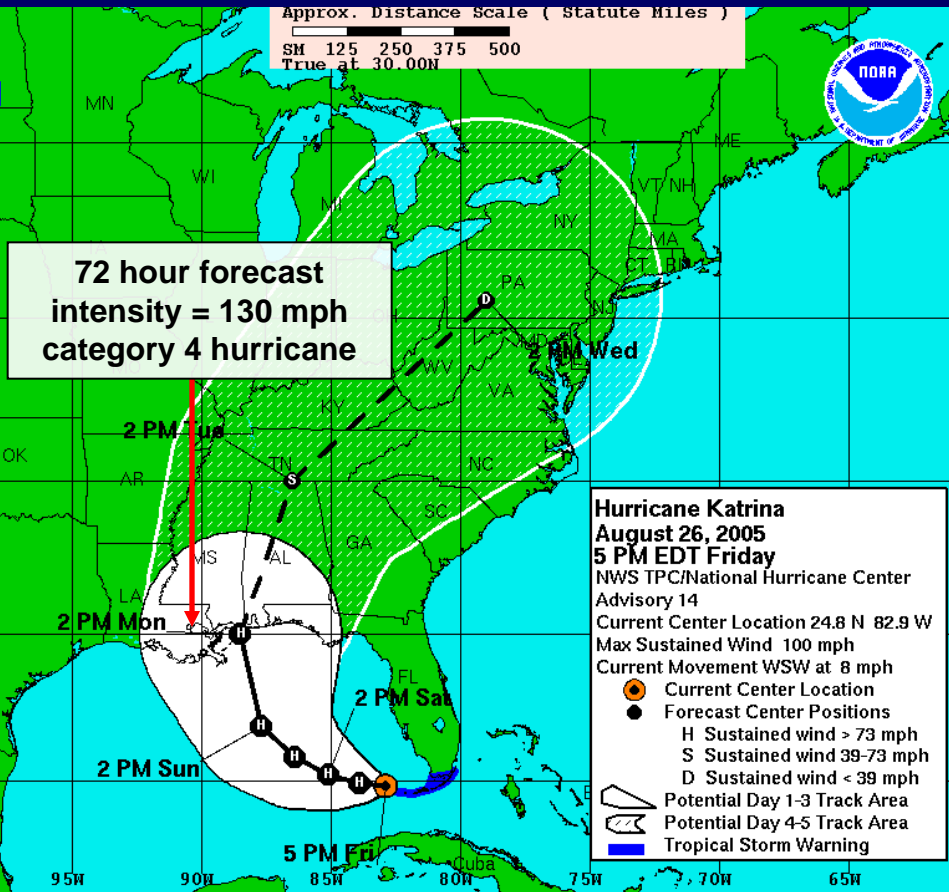 Approx. Distance Scale ( Statute Miles )
SM 125 250 375 500
True at 30.00N
NOAA
MN
ME
WI
VT NH
MI
NY
MA
CT RI
72 hour forecast
intensity = 130 mph
category 4 hurricane
PA
D
NJ
MD
2 PM Wed
WV
VA
KY
2 PM Tue
OK
TN
NC
AR
S
SC
MS
AL
GA
LA
2 PM Mon
H
FL
2 PM Sat
H
H
2 PM Sun
H
H
5 PM Fri
Cuba
95W 90W 85W 80W 75W 70W 65W
Hurricane Katrina
August 26, 2005
5 PM EDT Friday
NWS TPC/National Hurricane Center
Advisory 14
Current Center Location 24.8 N 82.9 W
Max Sustained Wind 100 mph
Current Movement WSW at 8 mph
Current Center Location
Forecast Center Positions
H Sustained wind > 73 mph
S Sustained wind 39-73 mph
D Sustained wind < 39 mph
Potential Day 1-3 Track Area
Potential Day 4-5 Track Area
Tropical Storm Warning